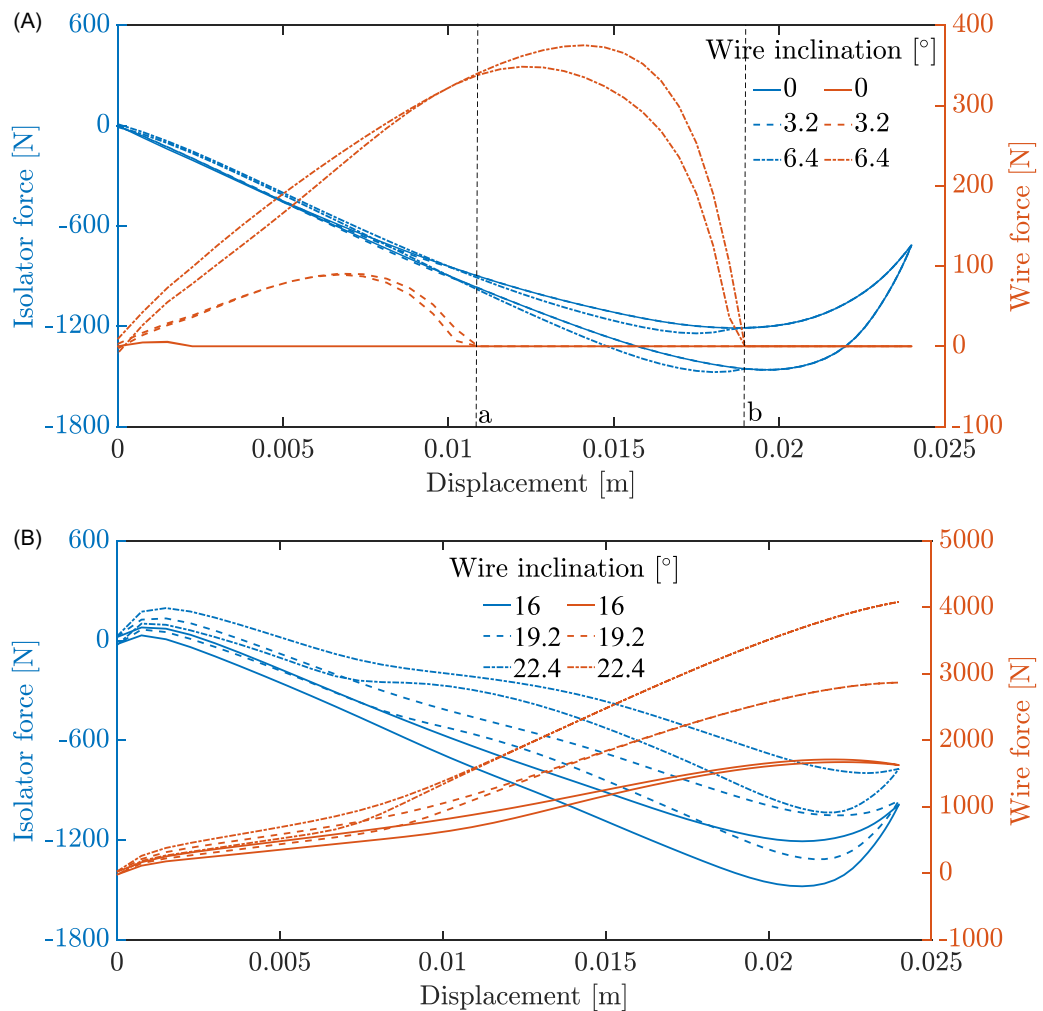 (A)
600
0
-600
-1200
-1800
Isolator force [N]
400
300
200
100
0
-100
Wire force [N]
Wire inclination [°]
0 0
3.2 3.2
6.4 6.4
a b
0 0.005 0.01 0.015 0.02 0.025
Displacement [m]
(B)
600
0
-600
-1200
-1800
Isolator force [N]
5000
4000
3000
2000
1000
0
-1000
Wire force [N]
Wire inclination [°]
16 16
19.2 19.2
22.4 22.4
0 0.005 0.01 0.015 0.02 0.025
Displacement [m]